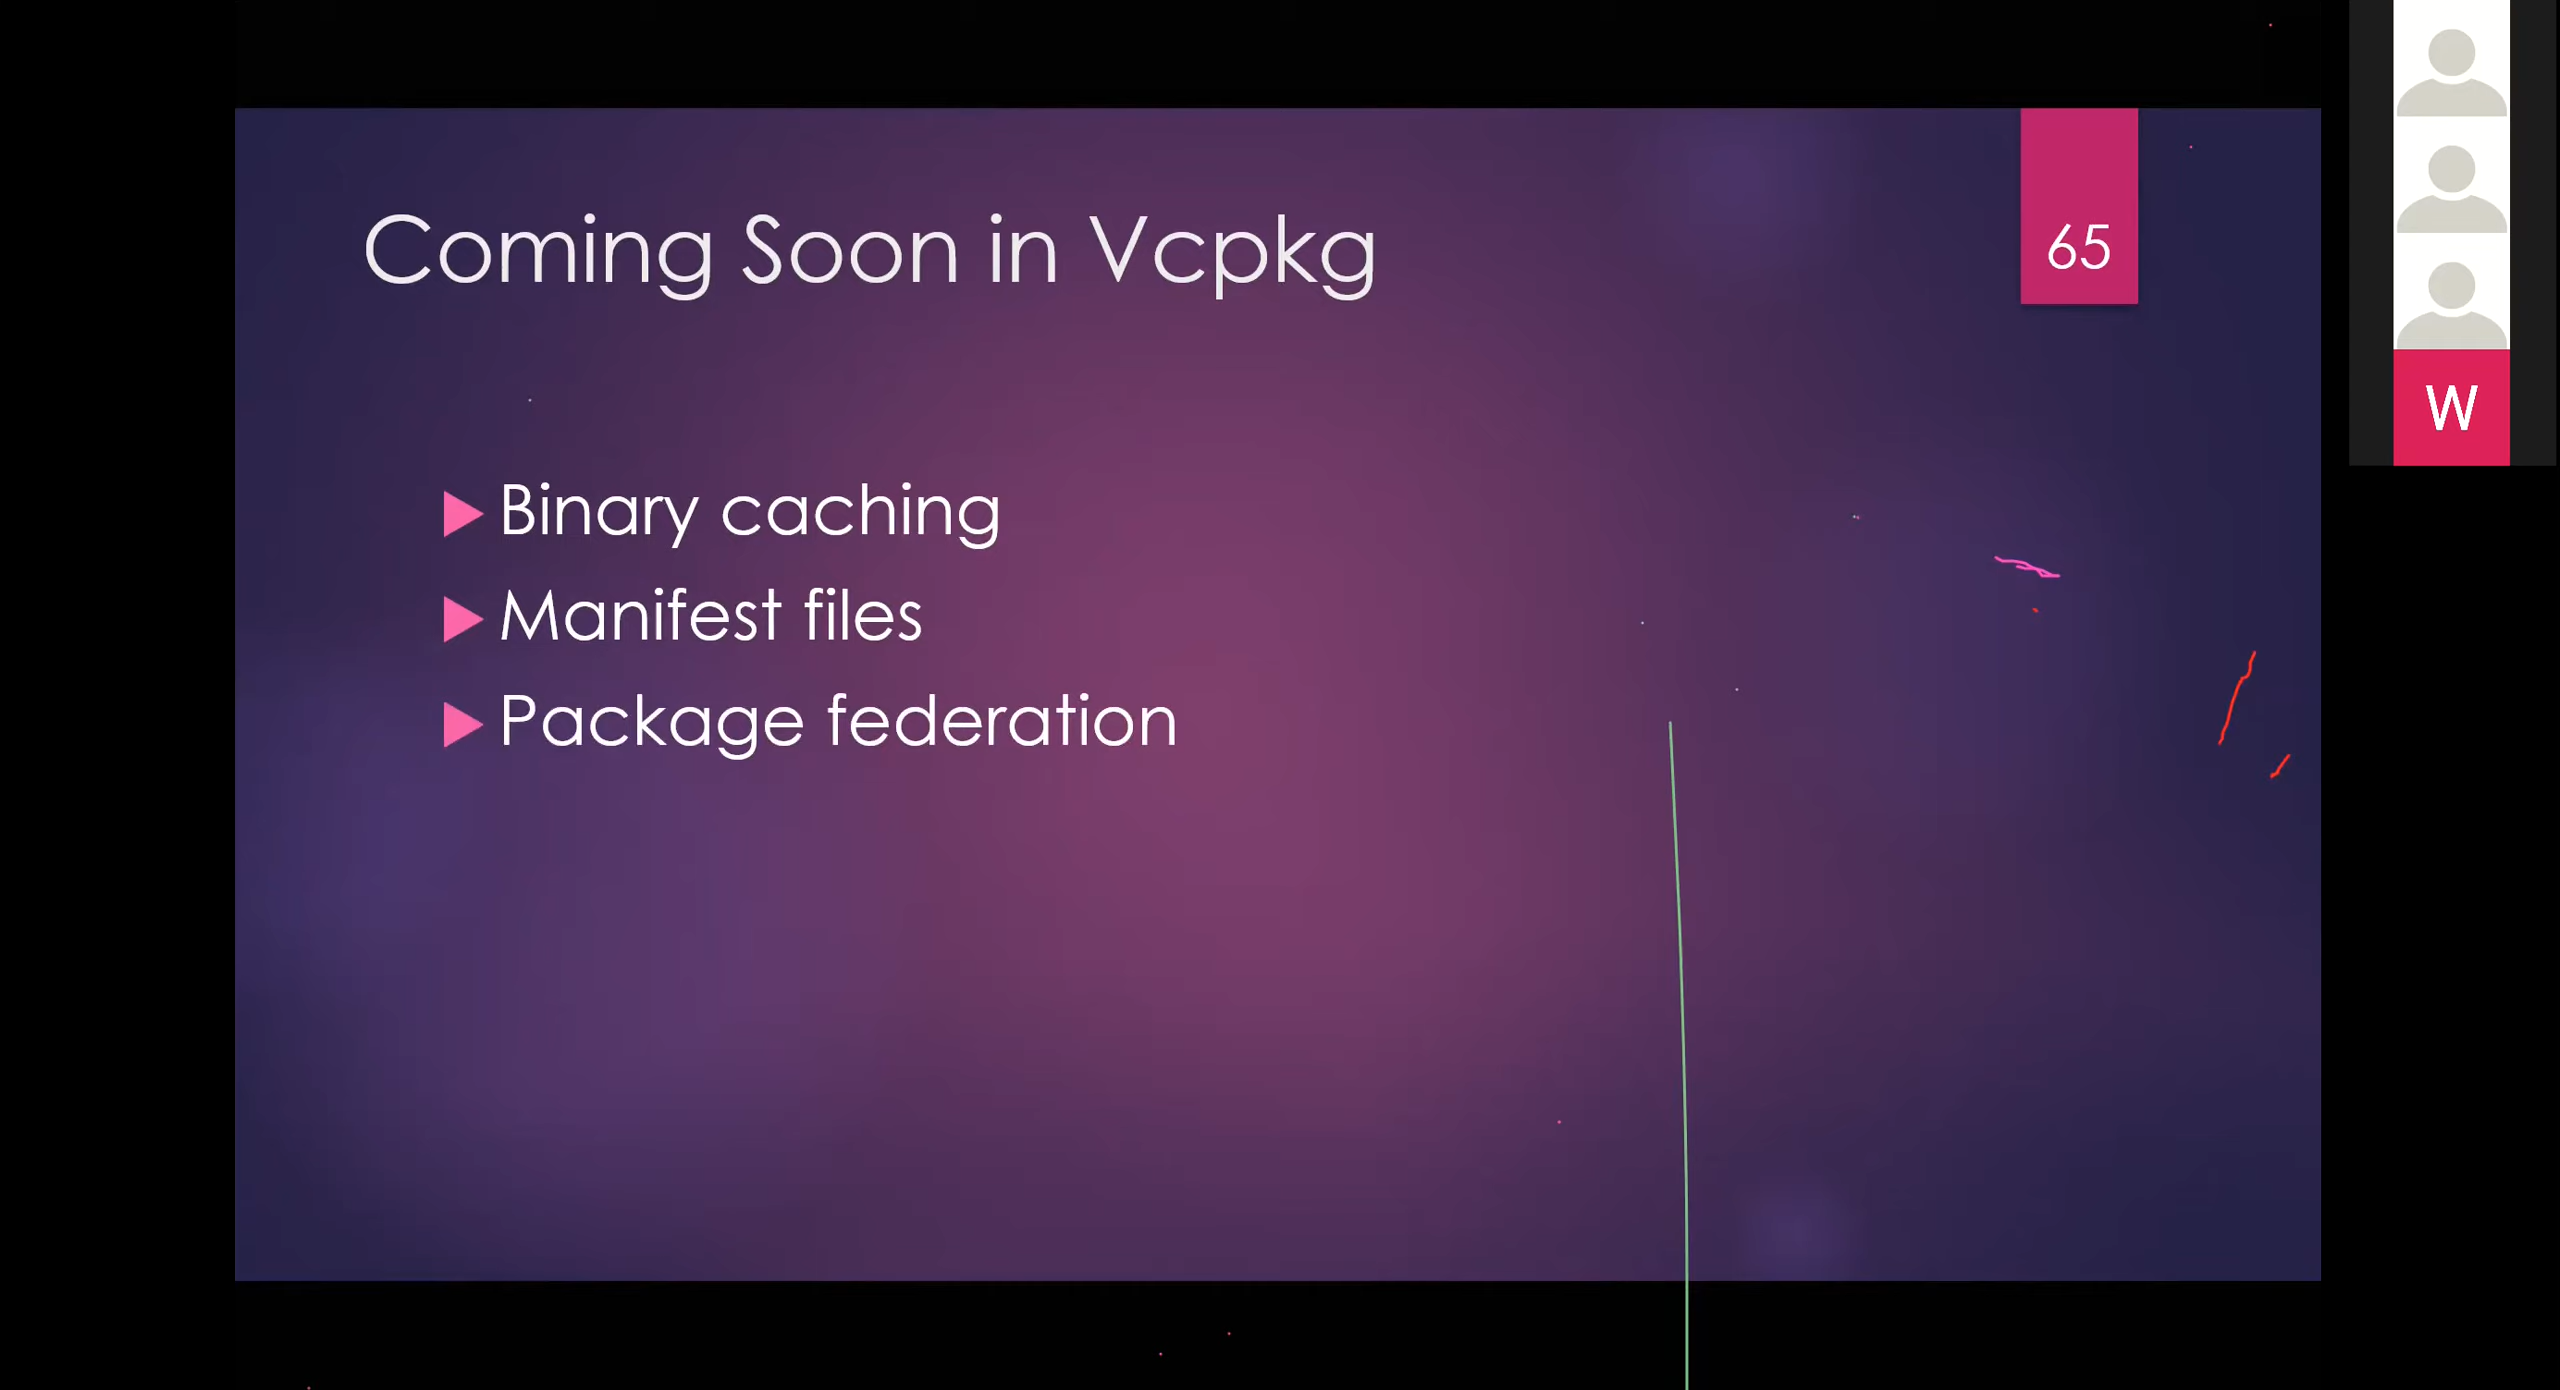 Coming Soon in Vcpkg
65
Binary caching
Manifest files
Package federation
W